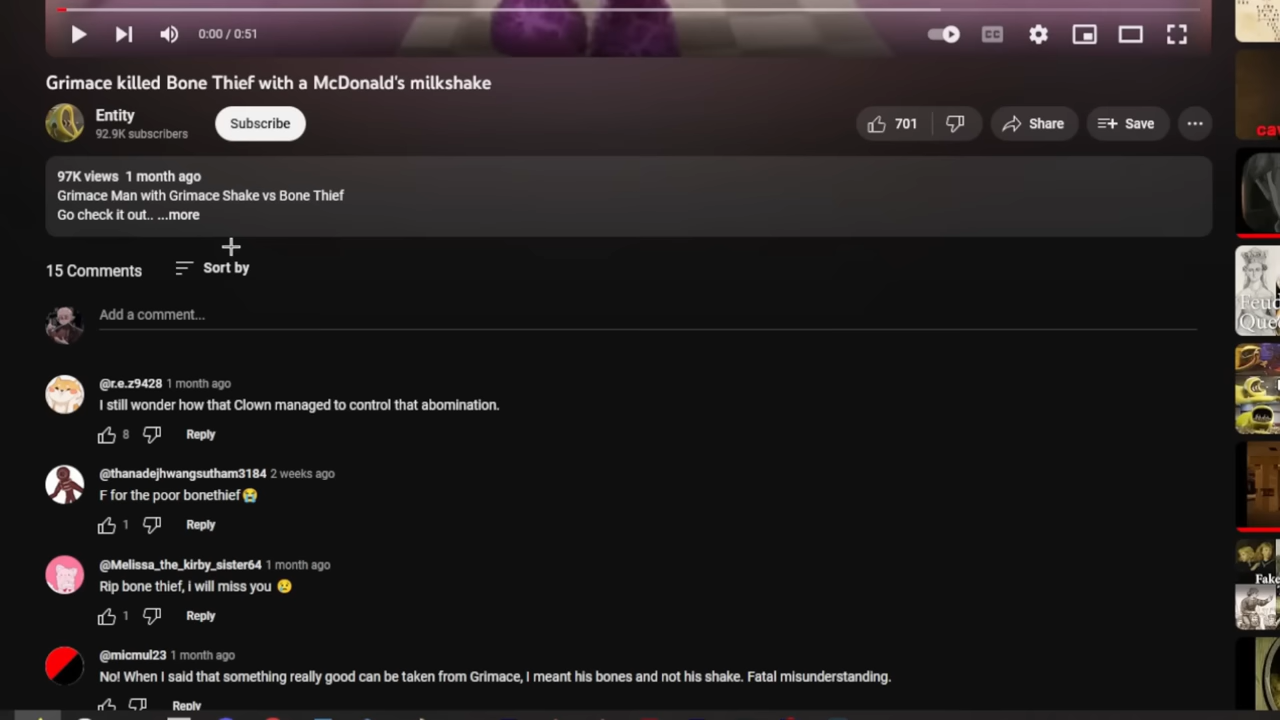 0:00 / 0:51
CC
Grimace killed Bone Thief with a McDonald's milkshake
Entity
92.9K subscribers
Subscribe
701
Share
Save
97K views 1 month ago
Grimace Man with Grimace Shake vs Bone Thief
Go check it out.. ...more
15 Comments
Sort by
Add a comment...
@r.e.z9428 1 month ago
I still wonder how that Clown managed to control that abomination.
8
Reply
@thanadejhwangsutham3184 2 weeks ago
F for the poor bonethief😭
1
Reply
@Melissa_the_kirby_sister64 1 month ago
Rip bone thief, i will miss you 😢
1
Reply
@micmul23 1 month ago
No! When I said that something really good can be taken from Grimace, I meant his bones and not his shake. Fatal misunderstanding.
Reply
Fake